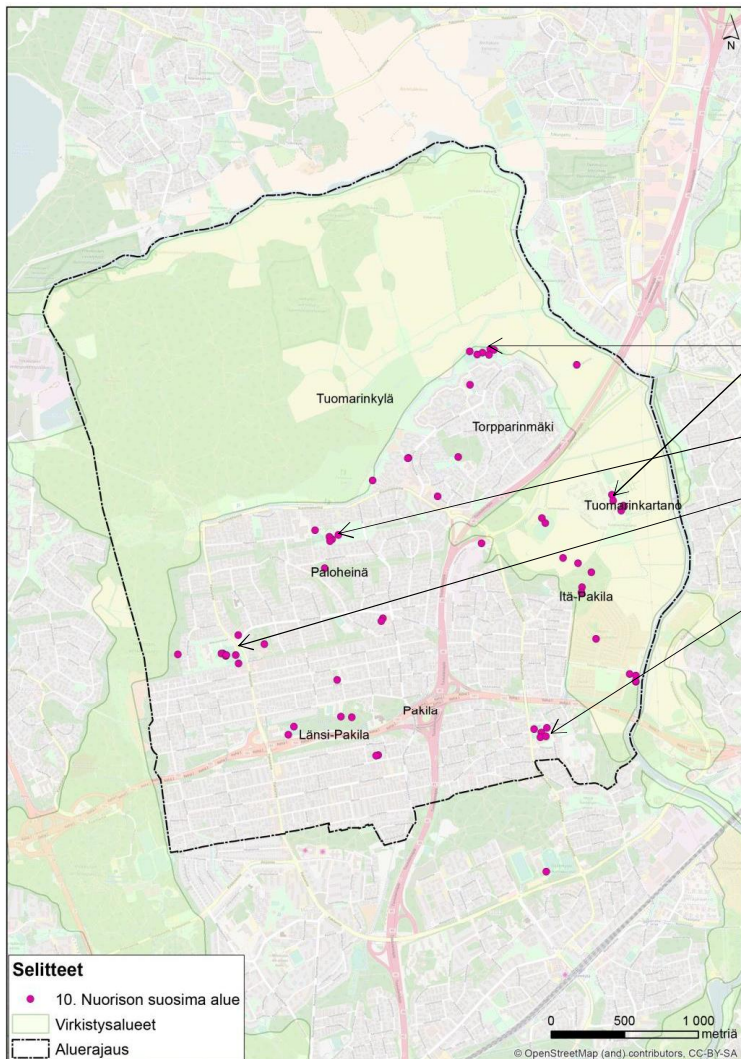 N
Tuomarinkylä
Torpparinmäki
Tuomarinkartano
Paloheinä
Itä-Pakila
Pakila
Länsi-Pakila
Selitteet
10. Nuorison suosima alue
Virkistysalueet
Aluerajaus
0 500 1 000
metriä
© OpenStreetMap (and) contributors, CC-BY-SA